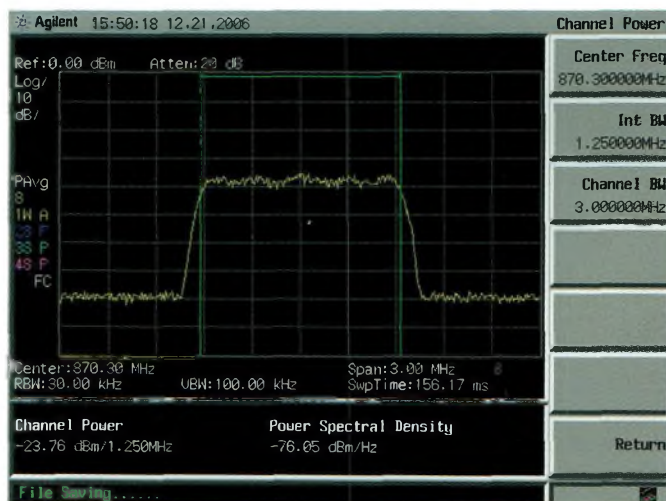 Agilent 15:50:18 12.21.2006 Channel Power
Ref:0.00 dBm Atten:20 dB
Log/
10
dB/
PAvg
8
1W A
2S F
3S P
4S P
FC
Center:870.30 MHz Span:3.00 MHz
RBW:30.00 kHz VBW:100.00 kHz SwpTime:156.17 ms
Channel Power Power Spectral Density
-23.76 dBm/1.250MHz -76.05 dBm/Hz
File Saving......
Center Freq
870.300000MHz
Int BW
1.250000MHz
Channel BW
3.000000MHz
Return